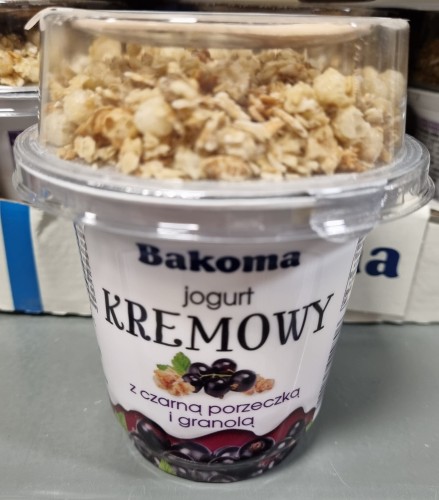 Bakoma
jogurt
KREMOWY
z czarną porzeczką
i granolą
a